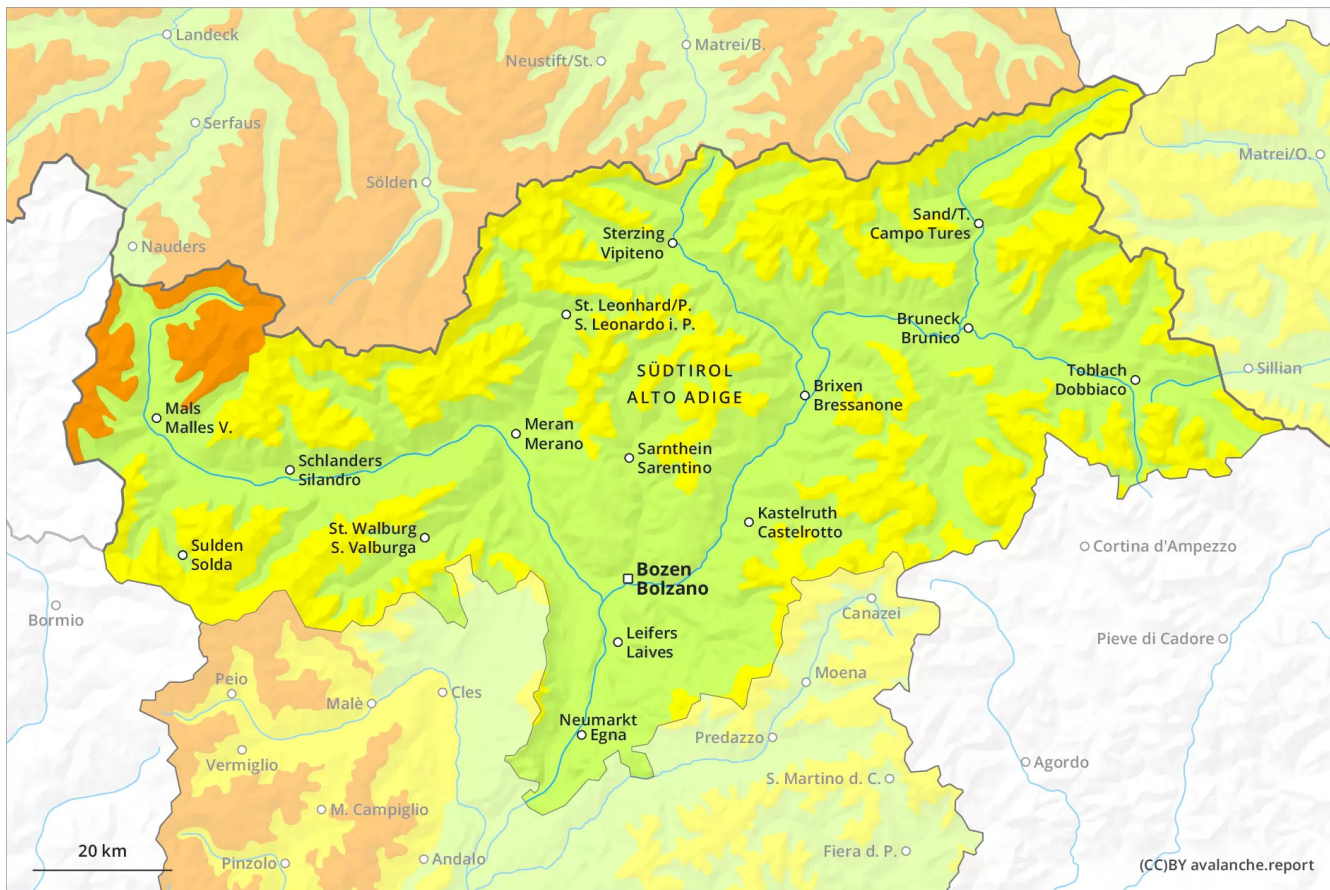 Landeck
Matrei/B.
Neustift/St.
Serfaus
Matrei/O.
Sölden
Sand/T.
Campo Tures
Nauders
Sterzing
Vipiteno
St. Leonhard/P.
S. Leonardo i. P.
Bruneck
Brunico
SÜDTIROL
ALTO ADIGE
Toblach
Dobbiaco
Sillian
Brixen
Bressanone
Mals
Malles V.
Meran
Merano
Schlanders
Silandro
Sarnthein
Sarentino
Kastelruth
Castelrotto
St. Walburg
S. Valburga
Sulden
Solda
Cortina d'Ampezzo
Bozen
Bolzano
Bormio
Canazei
Leifers
Laives
Pieve di Cadore
Peio
Malè
Cles
Moena
Neumarkt
Egna
Predazzo
Vermiglio
Agordo
S. Martino d. C.
M. Campiglio
20 km
Pinzolo
Andalo
Fiera d. P.
(CC)BY avalanche.report